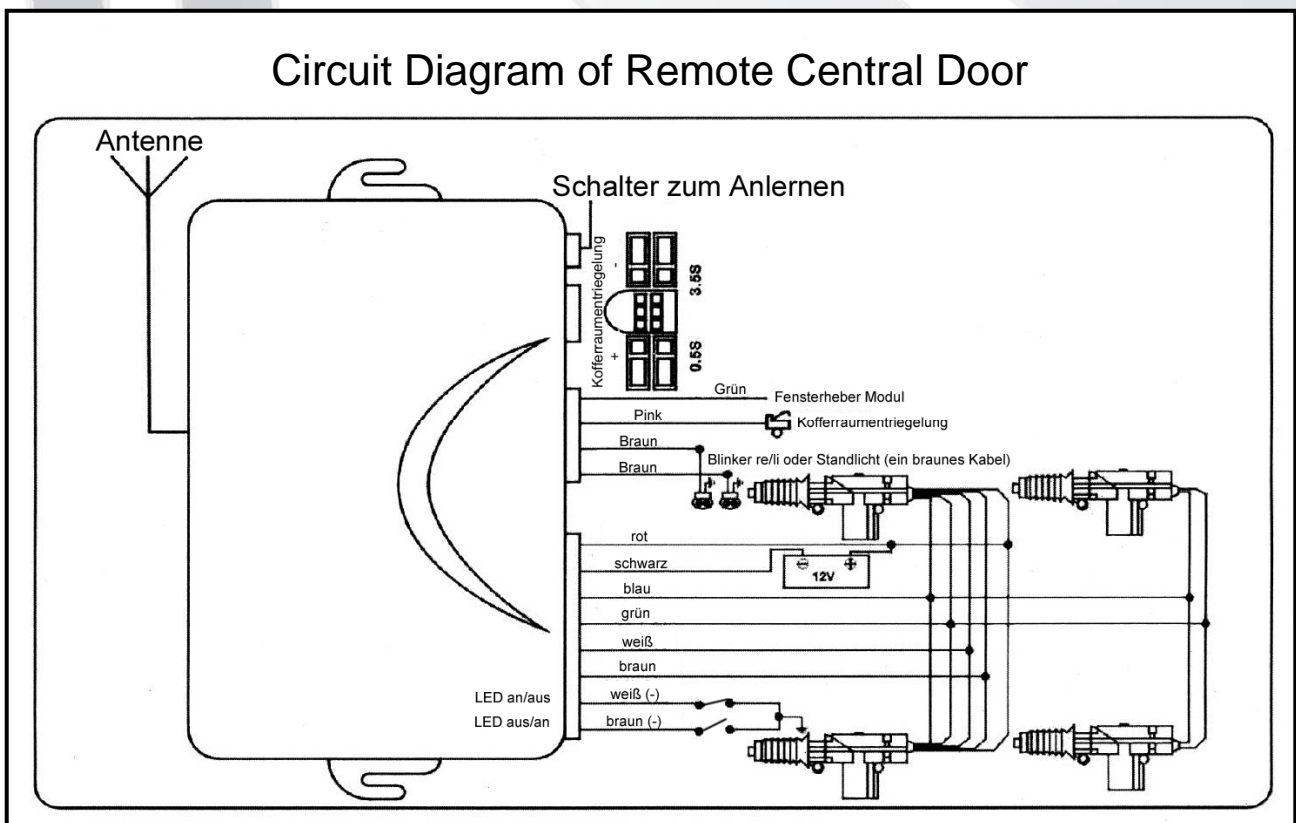 Circuit Diagram of Remote Central Door
Antenne
Schalter zum Anlernen
Kofferraumentriegelung
-
+
3.5S
0.5S
Grün
Fensterheber Modul
Pink
Kofferraumentriegelung
Braun
Braun
Blinker re/li oder Standlicht (ein braunes Kabel)
rot
schwarz
12V
blau
grün
weiß
braun
LED an/aus
weiß (-)
LED aus/an
braun (-)